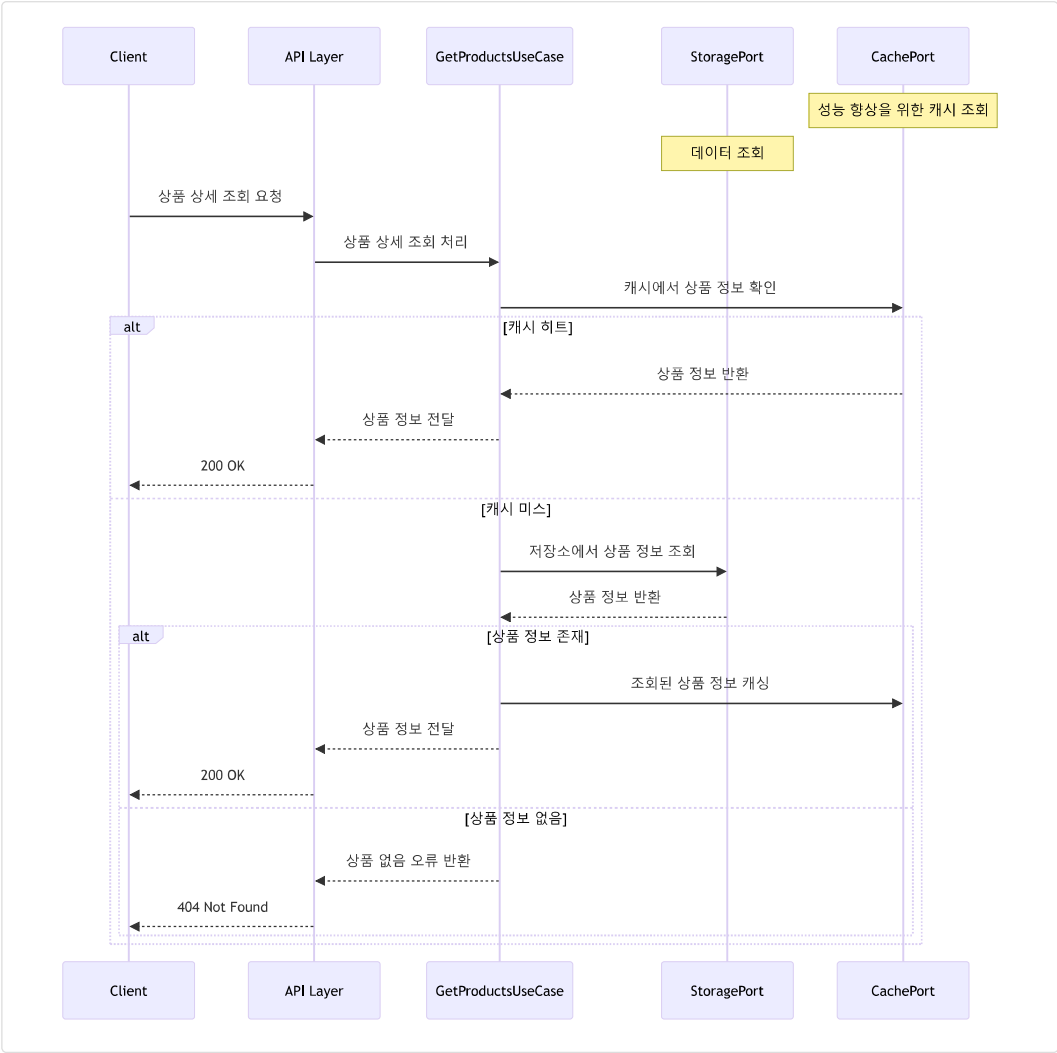 Client
API Layer
GetProductsUseCase
StoragePort
CachePort
성능 향상을 위한 캐시 조회
데이터 조회
상품 상세 조회 요청
상품 상세 조회 처리
캐시에서 상품 정보 확인
alt
[캐시 히트]
상품 정보 반환
상품 정보 전달
200 OK
[캐시 미스]
저장소에서 상품 정보 조회
상품 정보 반환
alt
[상품 정보 존재]
조회된 상품 정보 캐싱
상품 정보 전달
200 OK
[상품 정보 없음]
상품 없음 오류 반환
404 Not Found
Client
API Layer
GetProductsUseCase
StoragePort
CachePort